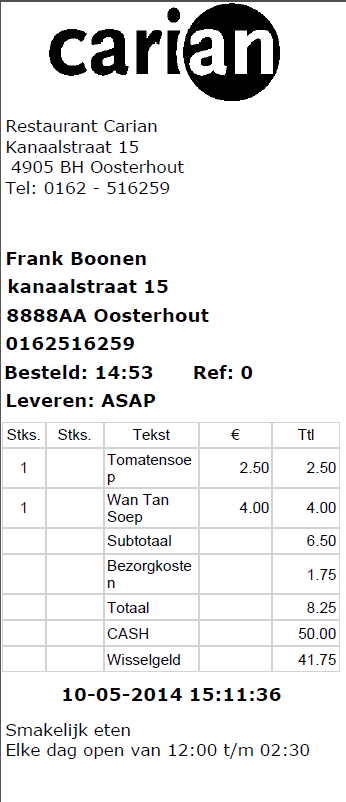 carian
Restaurant Carian
Kanaalstraat 15
4905 BH Oosterhout
Tel: 0162 - 516259
Frank Boonen
kanaalstraat 15
8888AA Oosterhout
0162516259
Besteld: 14:53 Ref: 0
Leveren: ASAP
Stks. Stks. Tekst € Ttl
1 Tomatensoe 2.50 2.50
p
1 Wan Tan 4.00 4.00
Soep
Subtotaal 6.50
Bezorgkoste 1.75
n
Totaal 8.25
CASH 50.00
Wisselgeld 41.75
10-05-2014 15:11:36
Smakelijk eten
Elke dag open van 12:00 t/m 02:30